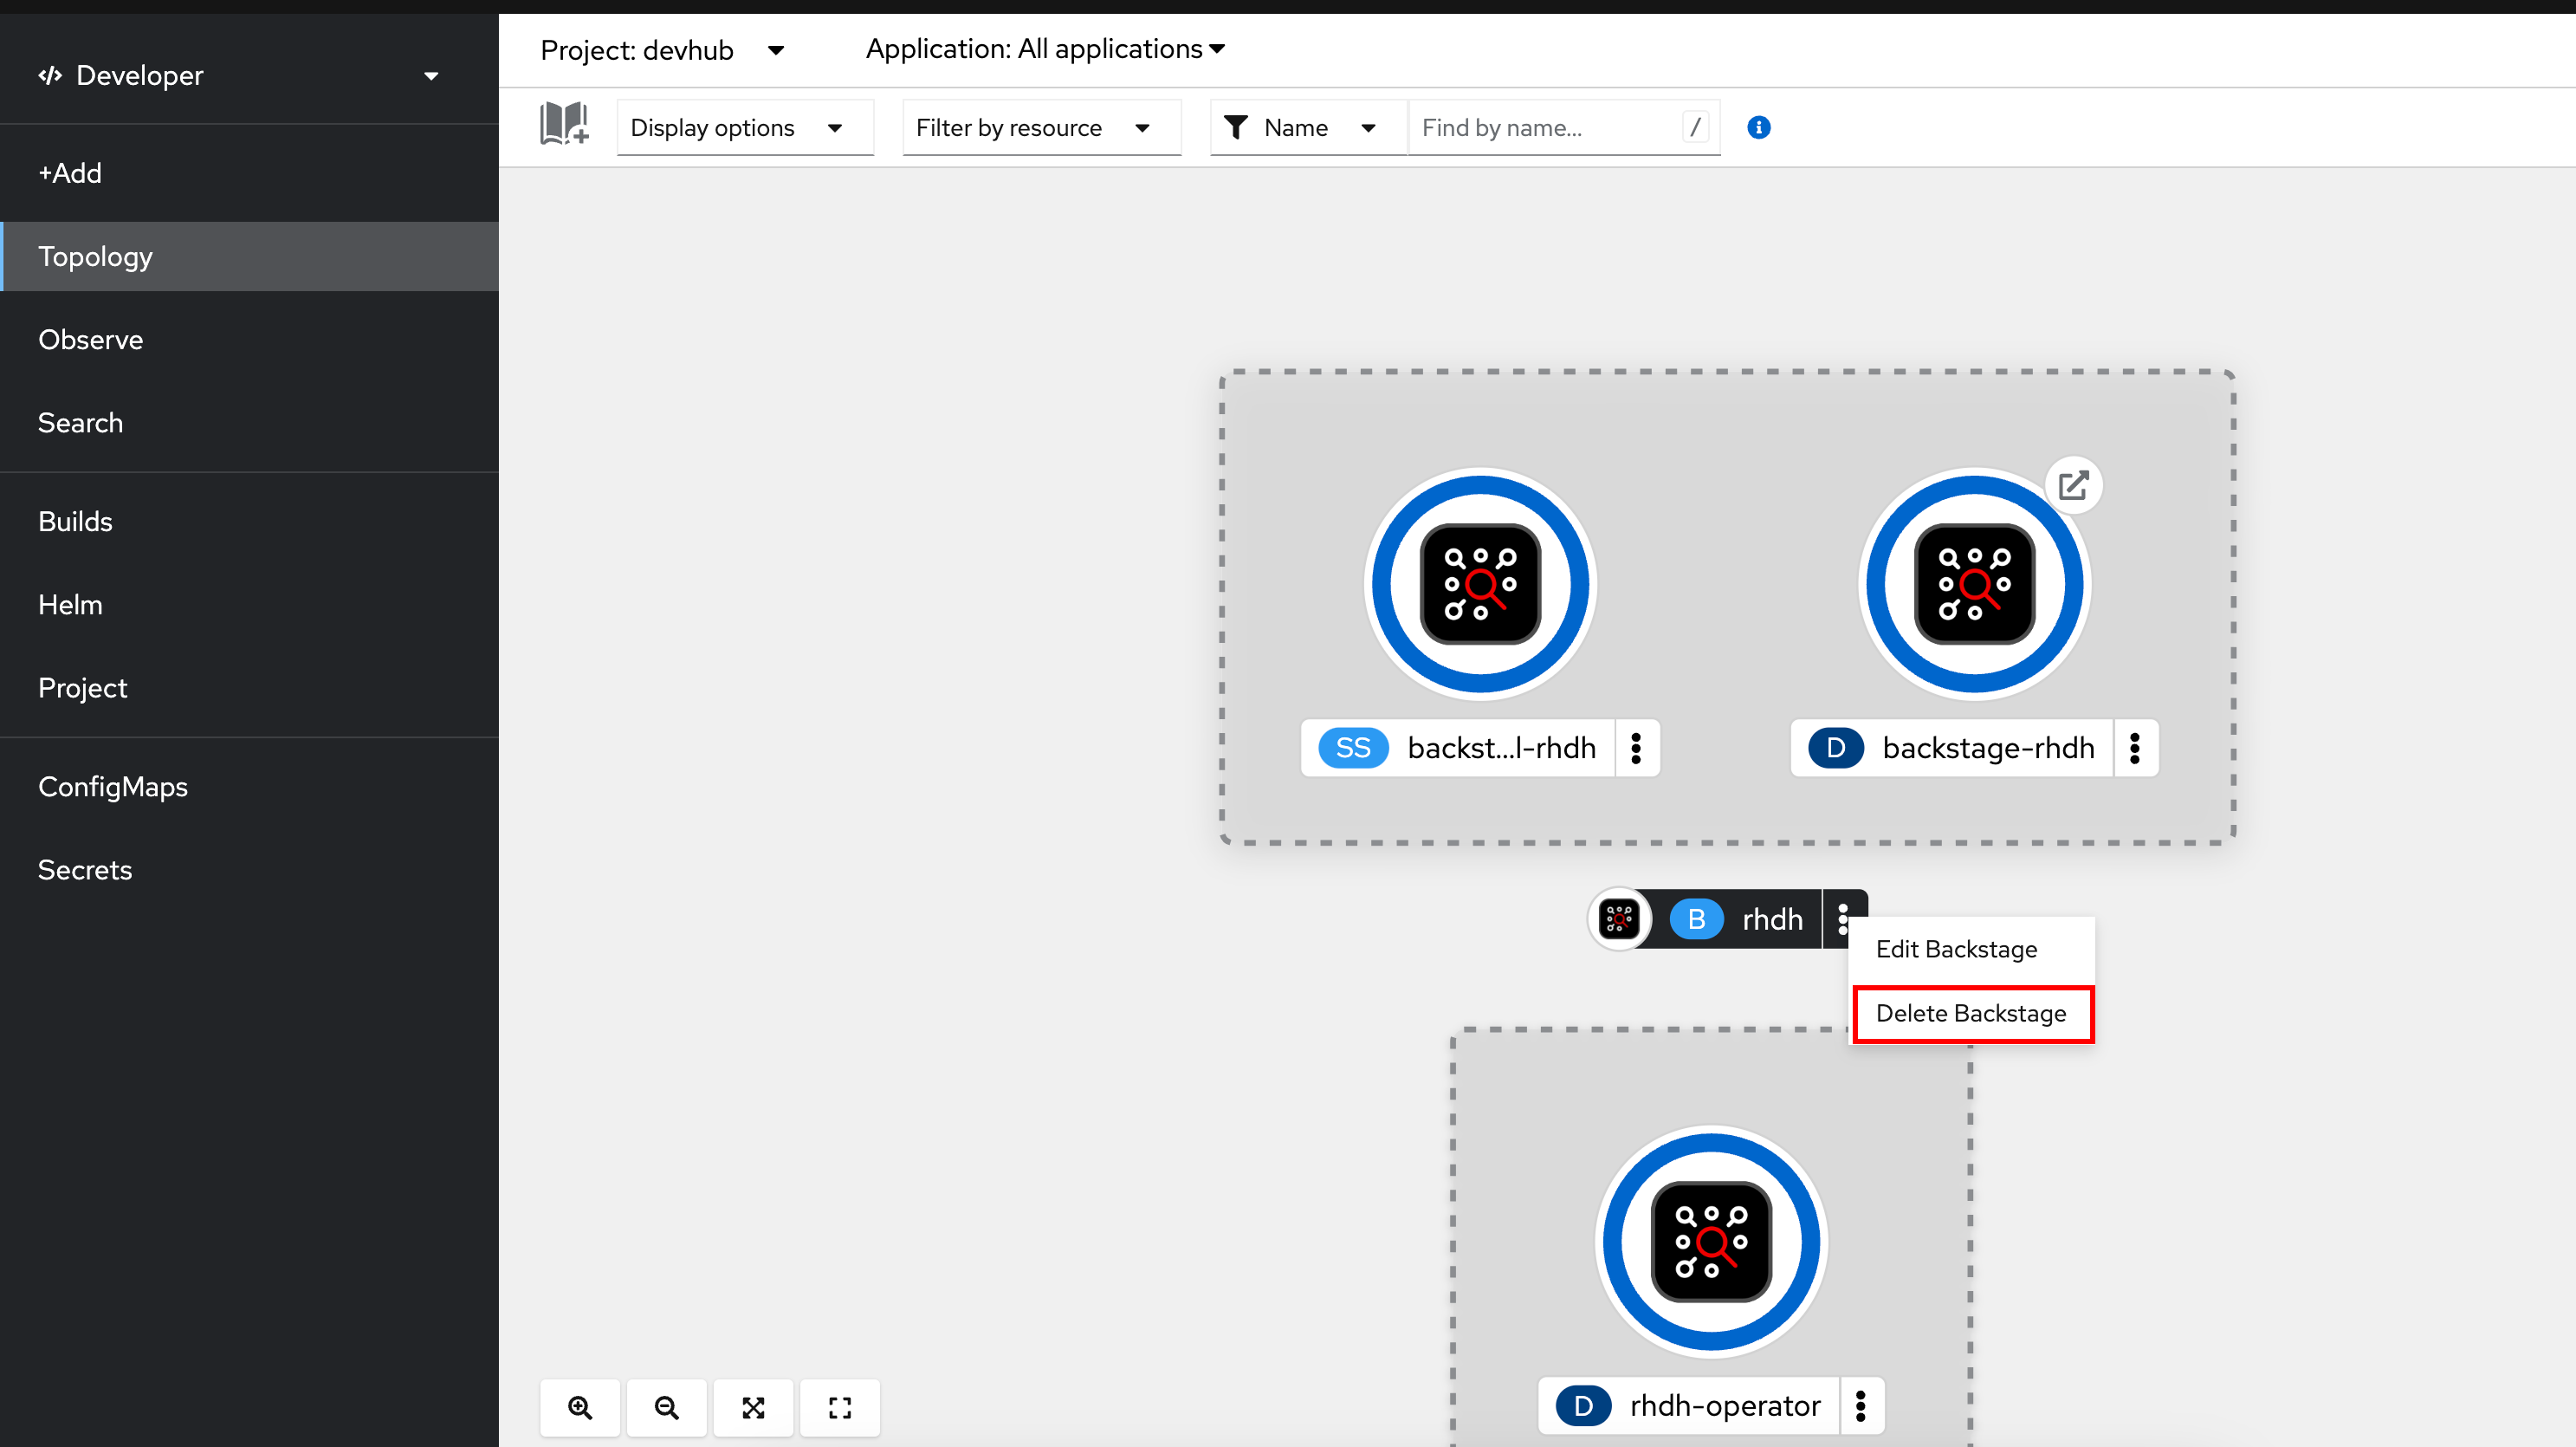 Developer
+Add
Topology
Observe
Search
Builds
Helm
Project
ConfigMaps
Secrets
Project: devhub
Application: All applications
Display options
Filter by resource
Name
Find by name...
/
SS backst...l-rhdh
D backstage-rhdh
B rhdh
Edit Backstage
Delete Backstage
D rhdh-operator